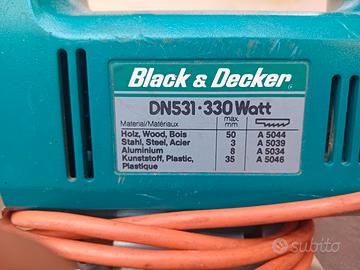 Black & Decker
DN531·330 Watt
Material/Matériaux max. mm
Holz, Wood, Bois 50 A 5044
Stahl, Steel, Acier 3 A 5039
Aluminium 8 A 5034
Kunststoff, Plastic, 35 A 5046
Plastique
subito